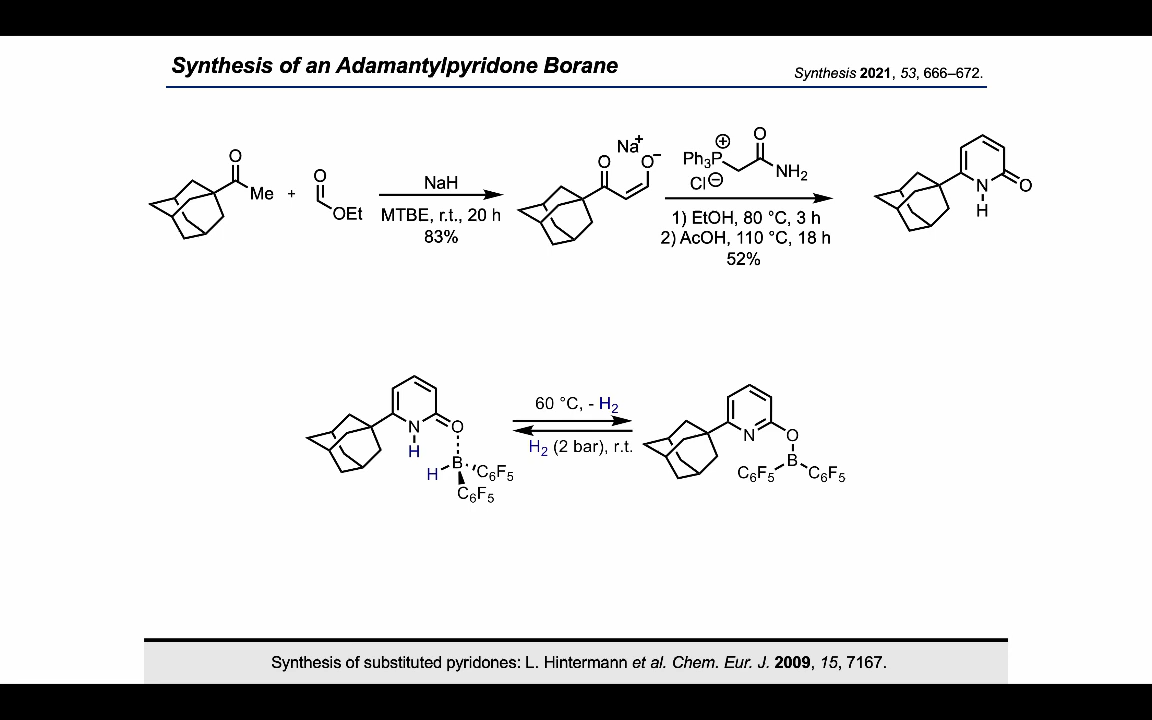 Synthesis of an Adamantylpyridone Borane
Synthesis 2021, 53, 666–672.
O
Me
+
O
OEt
NaH
MTBE, r.t., 20 h
83%
Na+
O
O−
Ph3P
⊕
O
NH2
Cl⊖
1) EtOH, 80 °C, 3 h
2) AcOH, 110 °C, 18 h
52%
N
H
O
N
H
O
H
B
C6F5
C6F5
60 °C, - H2
H2 (2 bar), r.t.
N
O
B
C6F5
C6F5
Synthesis of substituted pyridones: L. Hintermann et al. Chem. Eur. J. 2009, 15, 7167.